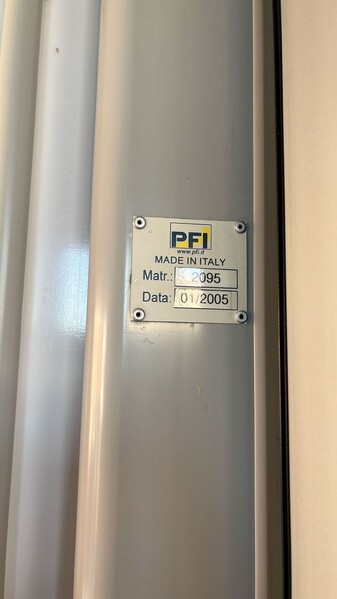 PFI
www.pfi.it
MADE IN ITALY
Matr.: 2095
Data: 01/2005